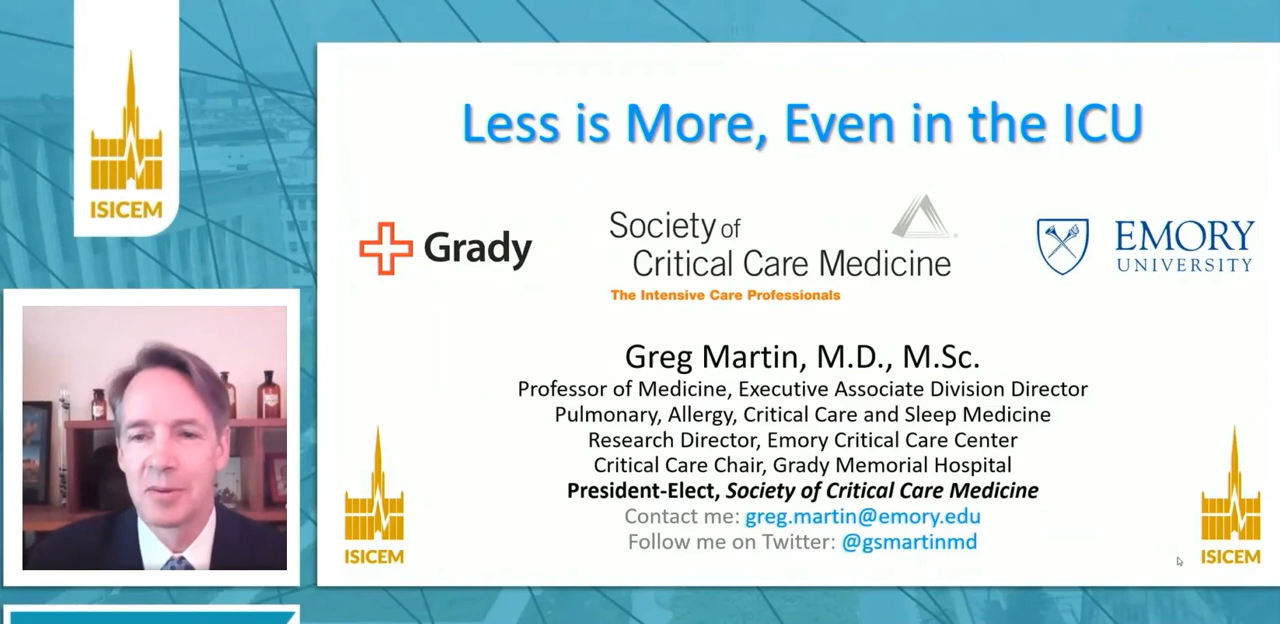 ISICEM
Less is More, Even in the ICU
Grady
Society of
Critical Care Medicine
The Intensive Care Professionals
EMORY
UNIVERSITY
Greg Martin, M.D., M.Sc.
Professor of Medicine, Executive Associate Division Director
Pulmonary, Allergy, Critical Care and Sleep Medicine
Research Director, Emory Critical Care Center
Critical Care Chair, Grady Memorial Hospital
President-Elect, Society of Critical Care Medicine
Contact me: greg.martin@emory.edu
Follow me on Twitter: @gsmartinmd
ISICEM
ISICEM